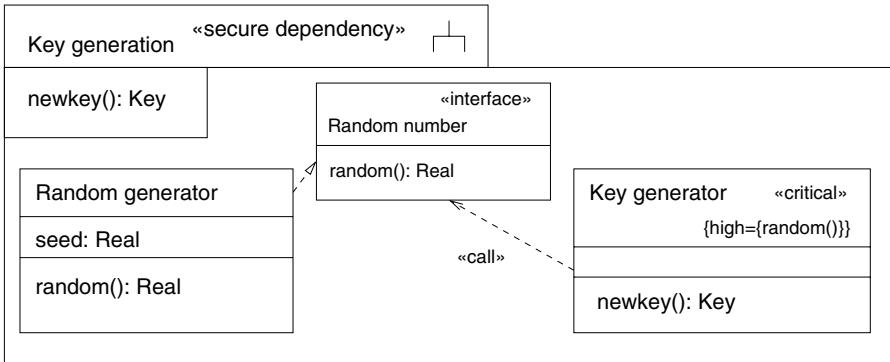 Key generation «secure dependency»
newkey(): Key
«interface»
Random number
random(): Real
Random generator
seed: Real
random(): Real
Key generator «critical»
{high={random()}}
newkey(): Key
«call»